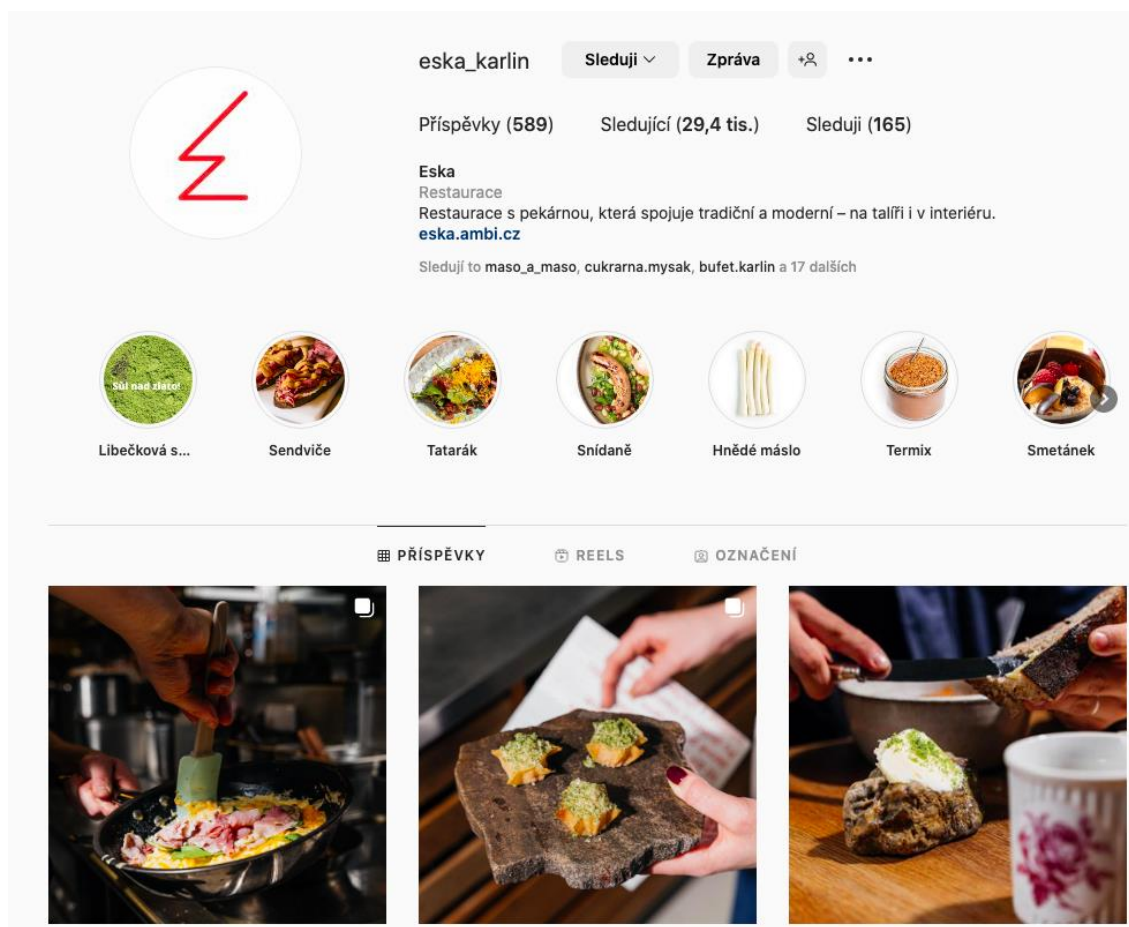 eska_karlin Sleduji Zpráva
Příspěvky (589) Sledující (29,4 tis.) Sleduji (165)
Eska
Restaurace
Restaurace s pekárnou, která spojuje tradiční a moderní – na talíři i v interiéru.
eska.ambi.cz
Sledují to maso_a_maso, cukrarna.mysak, bufet.karlin a 17 dalších
Sůl nad zlato!
Libečková s... Sendviče Tatarák Snídaně Hnědé máslo Termix Smetánek
PŘÍSPĚVKY REELS OZNAČENÍ